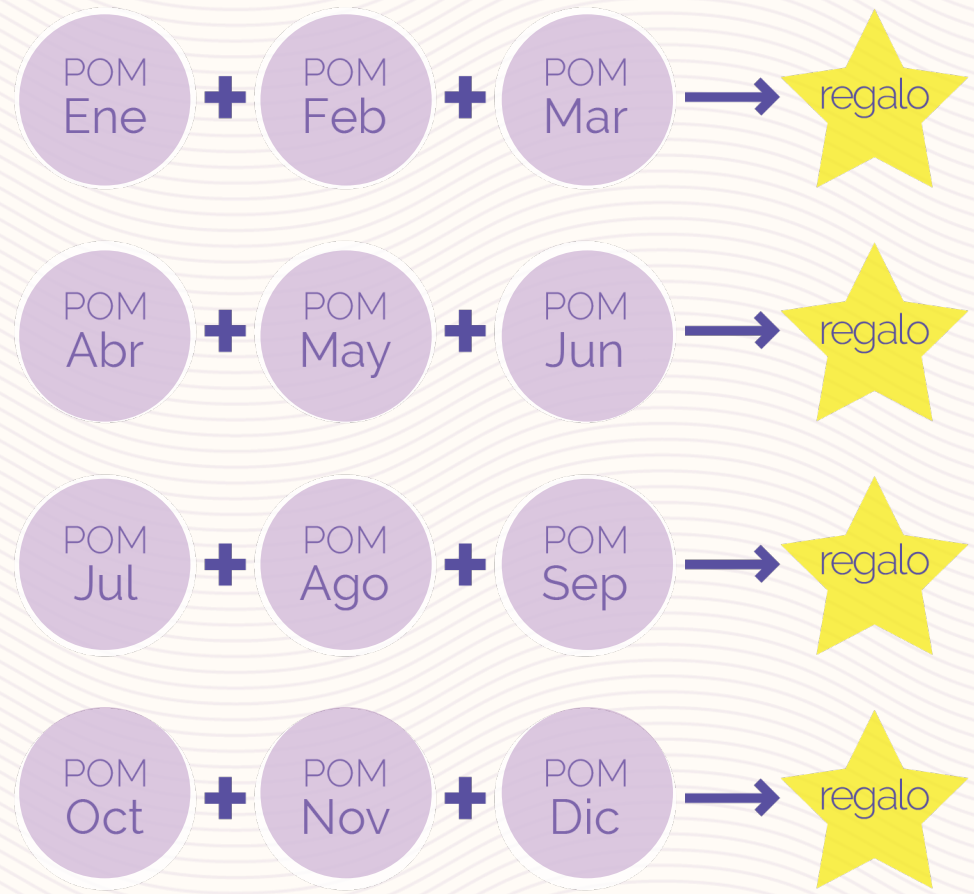 POM
Ene
POM
Feb
POM
Mar
regalo
POM
Abr
POM
May
POM
Jun
regalo
POM
Jul
POM
Ago
POM
Sep
regalo
POM
Oct
POM
Nov
POM
Dic
regalo